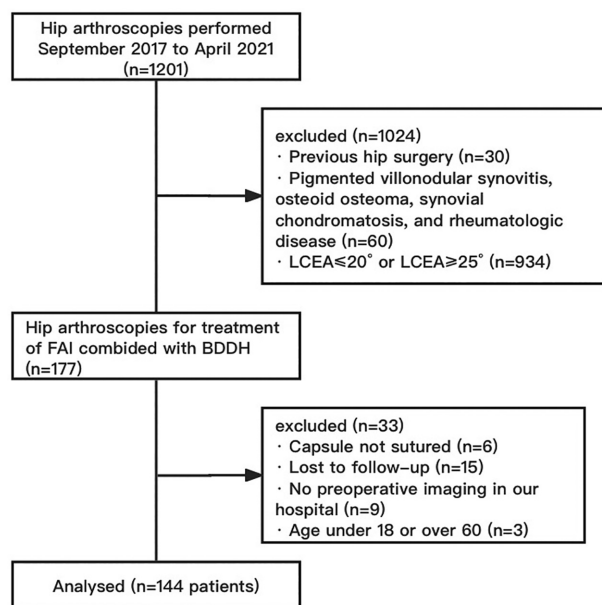 Hip arthroscopies performed
September 2017 to April 2021
(n=1201)
excluded (n=1024)
· Previous hip surgery (n=30)
· Pigmented villonodular synovitis,
osteoid osteoma, synovial
chondromatosis, and rheumatologic
disease (n=60)
· LCEA≤20° or LCEA≥25° (n=934)
Hip arthroscopies for treatment
of FAI combided with BDDH
(n=177)
excluded (n=33)
· Capsule not sutured (n=6)
· Lost to follow-up (n=15)
· No preoperative imaging in our
hospital (n=9)
· Age under 18 or over 60 (n=3)
Analysed (n=144 patients)